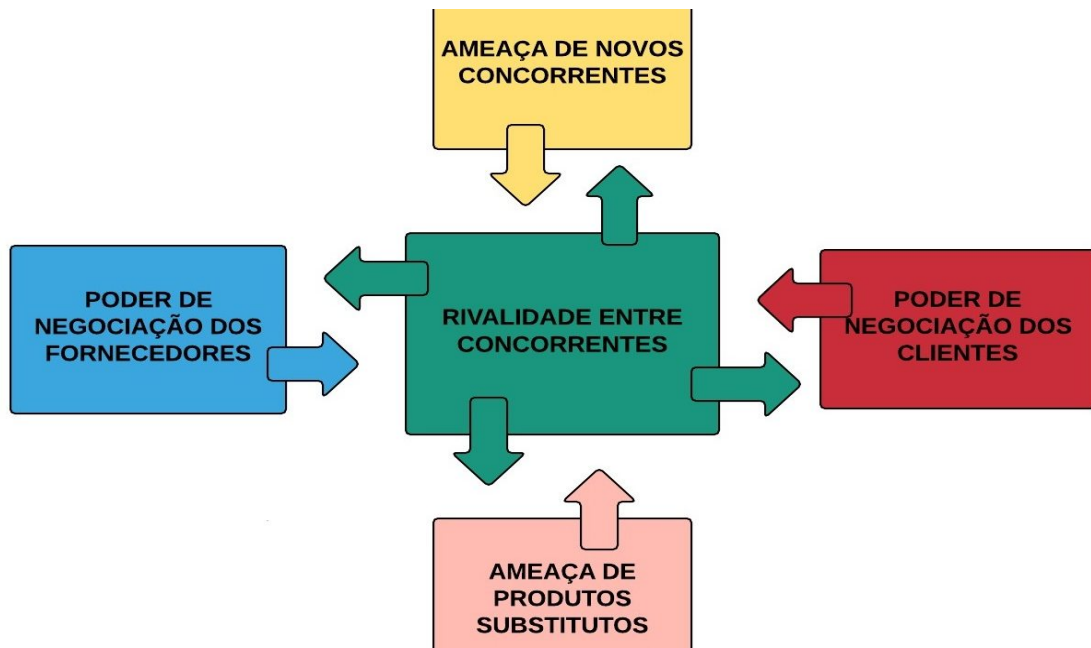 AMEAÇA DE NOVOS
CONCORRENTES
PODER DE
NEGOCIAÇÃO DOS
FORNECEDORES
RIVALIDADE ENTRE
CONCORRENTES
PODER DE
NEGOCIAÇÃO DOS
CLIENTES
AMEAÇA DE
PRODUTOS
SUBSTITUTOS